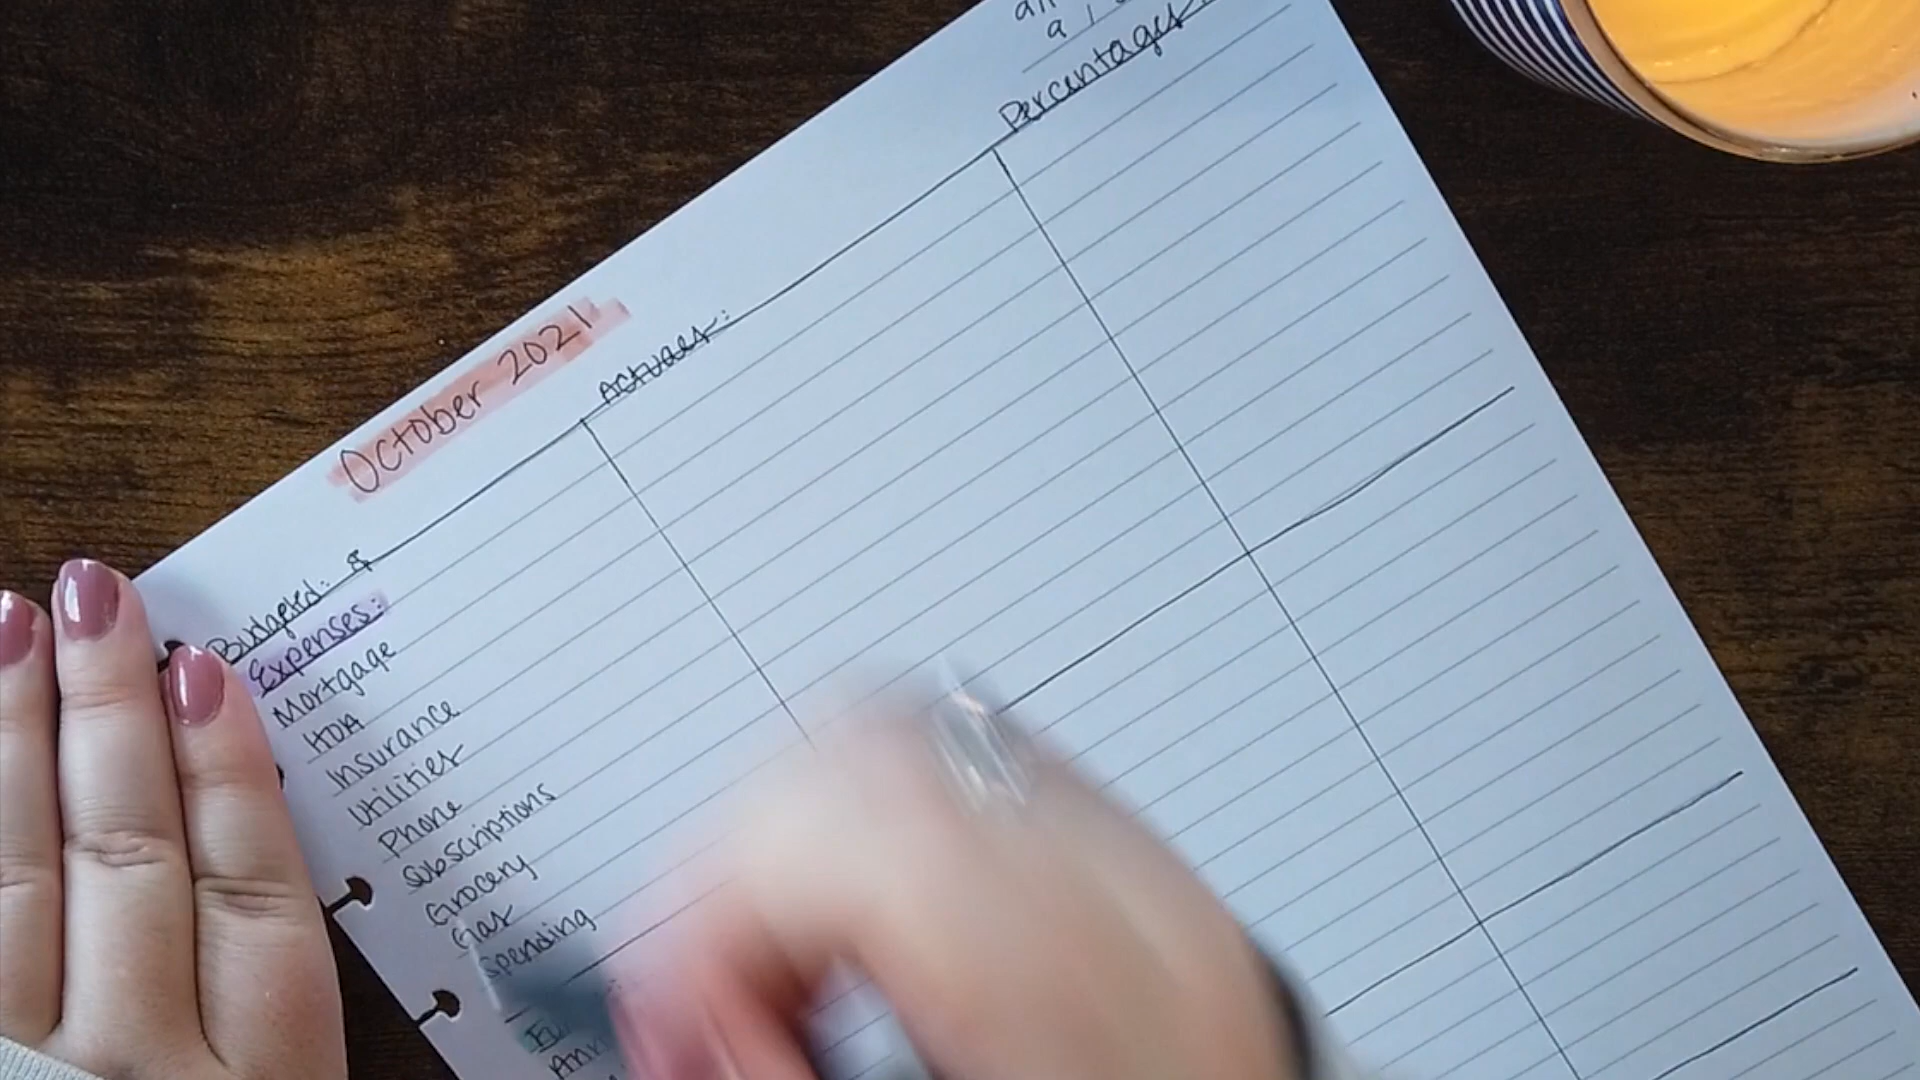 October 2021
Budgeted:
Actuals:
Percentages:
Expenses:
Mortgage
HOA
Insurance
Utilities
Phone
Subscriptions
Grocery
Gas
Spending